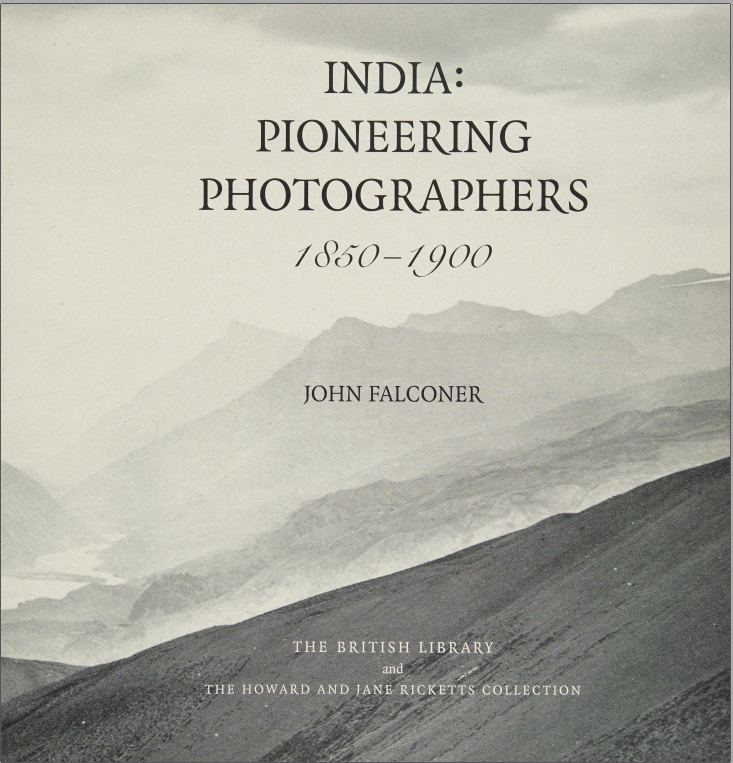 INDIA:
PIONEERING
PHOTOGRAPHERS
1850–1900
JOHN FALCONER
THE BRITISH LIBRARY
and
THE HOWARD AND JANE RICKETTS COLLECTION